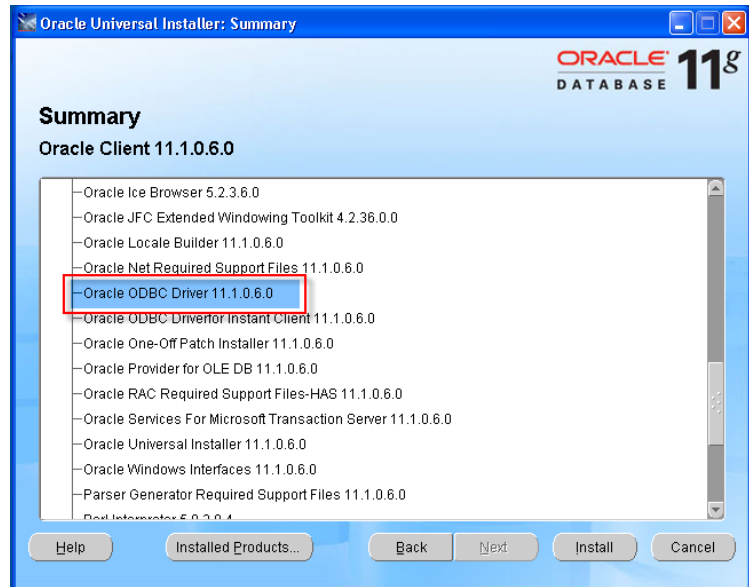 Oracle Universal Installer: Summary
ORACLE 11g
DATABASE
Summary
Oracle Client 11.1.0.6.0
Oracle Ice Browser 5.2.3.6.0
Oracle JFC Extended Windowing Toolkit 4.2.36.0.0
Oracle Locale Builder 11.1.0.6.0
Oracle Net Required Support Files 11.1.0.6.0
Oracle ODBC Driver 11.1.0.6.0
Oracle ODBC Driverfor Instant Client 11.1.0.6.0
Oracle One-Off Patch Installer 11.1.0.6.0
Oracle Provider for OLE DB 11.1.0.6.0
Oracle RAC Required Support Files-HAS 11.1.0.6.0
Oracle Services For Microsoft Transaction Server 11.1.0.6.0
Oracle Universal Installer 11.1.0.6.0
Oracle Windows Interfaces 11.1.0.6.0
Parser Generator Required Support Files 11.1.0.6.0
Perl Interpreter
Help Installed Products... Back Next Install Cancel